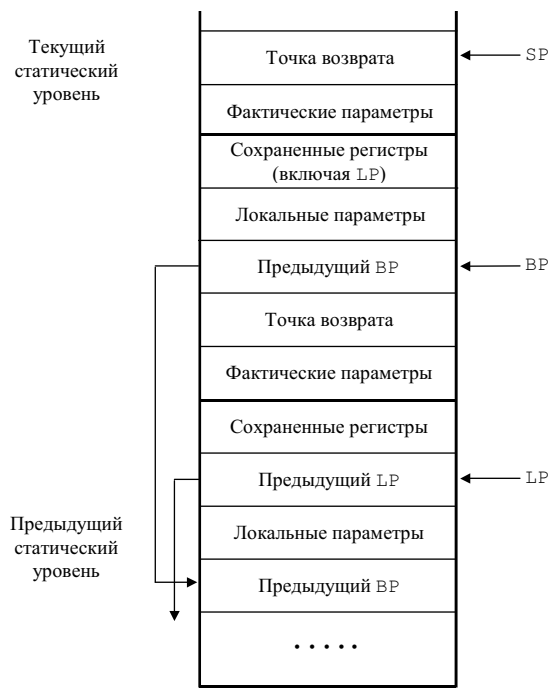 Текущий
статический
уровень
Точка возврата
SP
Фактические параметры
Сохраненные регистры
(включая LP)
Локальные параметры
Предыдущий BP
BP
Точка возврата
Фактические параметры
Сохраненные регистры
Предыдущий LP
LP
Предыдущий
статический
уровень
Локальные параметры
Предыдущий BP
.....